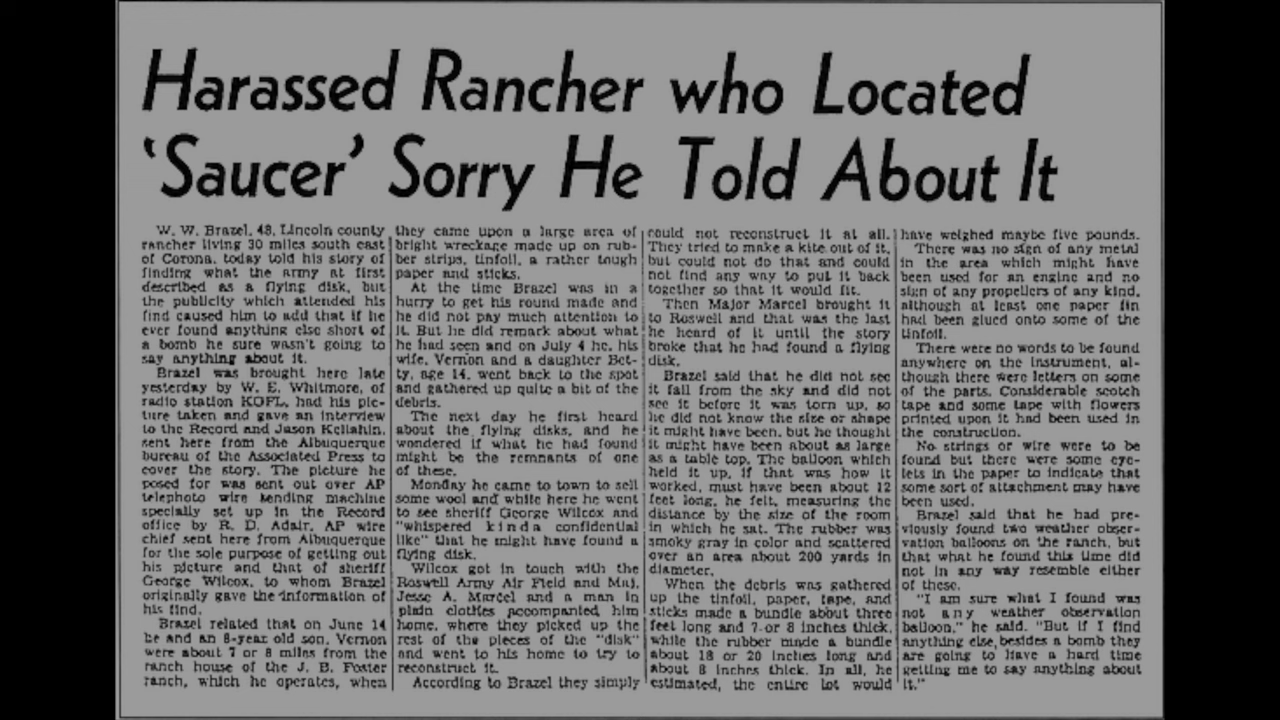 Harassed Rancher who Located
‘Saucer’ Sorry He Told About It
W. W. Brazel, 48, Lincoln county
rancher living 30 miles south east
of Corona, today told his story of
finding what the army at first
described as a flying disk, but
the publicity which attended his
find caused him to add that if he
ever found anything else short of
a bomb he sure wasn't going to
say anything about it.
Brazel was brought here late
yesterday by W. E. Whitmore, of
radio station KGFL, had his pic-
ture taken and gave an interview
to the Record and Jason Kellahin,
sent here from the Albuquerque
bureau of the Associated Press to
cover the story. The picture he
posed for was sent out over AP
telephoto wire sending machine
specially set up in the Record
office by R. D. Adair, AP wire
chief sent here from Albuquerque
for the sole purpose of getting out
his picture and that of sheriff
George Wilcox, to whom Brazel
originally gave the information of
his find.
Brazel related that on June 14
he and an 8-year old son, Vernon
were about 7 or 8 miles from the
ranch house of the J. B. Foster
ranch, which he operates, when
they came upon a large area of
bright wreckage made up on rub-
ber strips, tinfoil, a rather tough
paper and sticks.
At the time Brazel was in a
hurry to get his round made and
he did not pay much attention to
it. But he did remark about what
he had seen and on July 4 he, his
wife, Vernon and a daughter Bet-
ty, age 14, went back to the spot
and gathered up quite a bit of the
debris.
The next day he first heard
about the flying disks, and he
wondered if what he had found
might be the remnants of one
of these.
Monday he came to town to sell
some wool and while here he went
to see sheriff George Wilcox and
"whispered kinda confidential
like" that he might have found a
flying disk.
Wilcox got in touch with the
Roswell Army Air Field and Maj.
Jesse A. Marcel and a man in
plain clothes accompanied him
home, where they picked up the
rest of the pieces of the "disk"
and went to his home to try to
reconstruct it.
According to Brazel they simply
could not reconstruct it at all.
They tried to make a kite out of it,
but could not do that and could
not find any way to put it back
together so that it would fit.
Then Major Marcel brought it
to Roswell and that was the last
he heard of it until the story
broke that he had found a flying
disk.
Brazel said that he did not see
it fall from the sky and did not
see it before it was torn up, so
he did not know the size or shape
it might have been, but he thought
it might have been about as large
as a table top. The balloon which
held it up, if that was how it
worked, must have been about 12
feet long, he felt, measuring the
distance by the size of the room
in which he sat. The rubber was
smoky gray in color and scattered
over an area about 200 yards in
diameter.
When the debris was gathered
up the tinfoil, paper, tape, and
sticks made a bundle about three
feet long and 7 or 8 inches thick,
while the rubber made a bundle
about 18 or 20 inches long and
about 8 inches thick. In all, he
estimated, the entire lot would
have weighed maybe five pounds.
There was no sign of any metal
in the area which might have
been used for an engine and no
sign of any propellers of any kind,
although at least one paper fin
had been glued onto some of the
tinfoil.
There were no words to be found
anywhere on the instrument, al-
though there were letters on some
of the parts. Considerable scotch
tape and some tape with flowers
printed upon it had been used in
the construction.
No strings or wire were to be
found but there were some eye-
lets in the paper to indicate that
some sort of attachment may have
been used.
Brazel said that he had pre-
viously found two weather obser-
vation balloons on the ranch, but
that what he found this time did
not in any way resemble either
of these.
"I am sure what I found was
not any weather observation
balloon," he said. "But if I find
anything else, besides a bomb they
are going to have a hard time
getting me to say anything about
it."